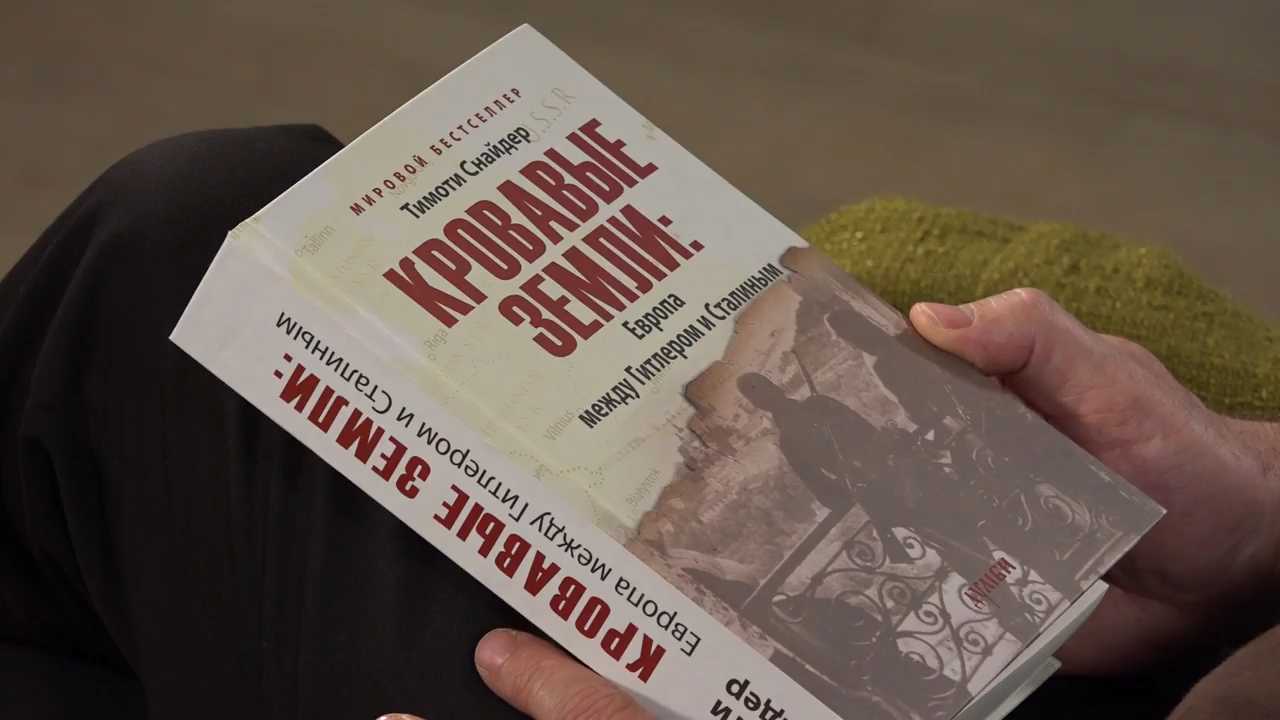 МИРОВОЙ БЕСТСЕЛЛЕР
Тимоти Снайдер
КРОВАВЫЕ
ЗЕМЛИ:
Европа
между Гитлером и Сталиным
U.S.S.R
Tallinn
Riga
Vilnius
Białystok
ДУЛІБИ
КРОВАВЫЕ ЗЕМЛИ:
Европа между Гитлером и Сталиным